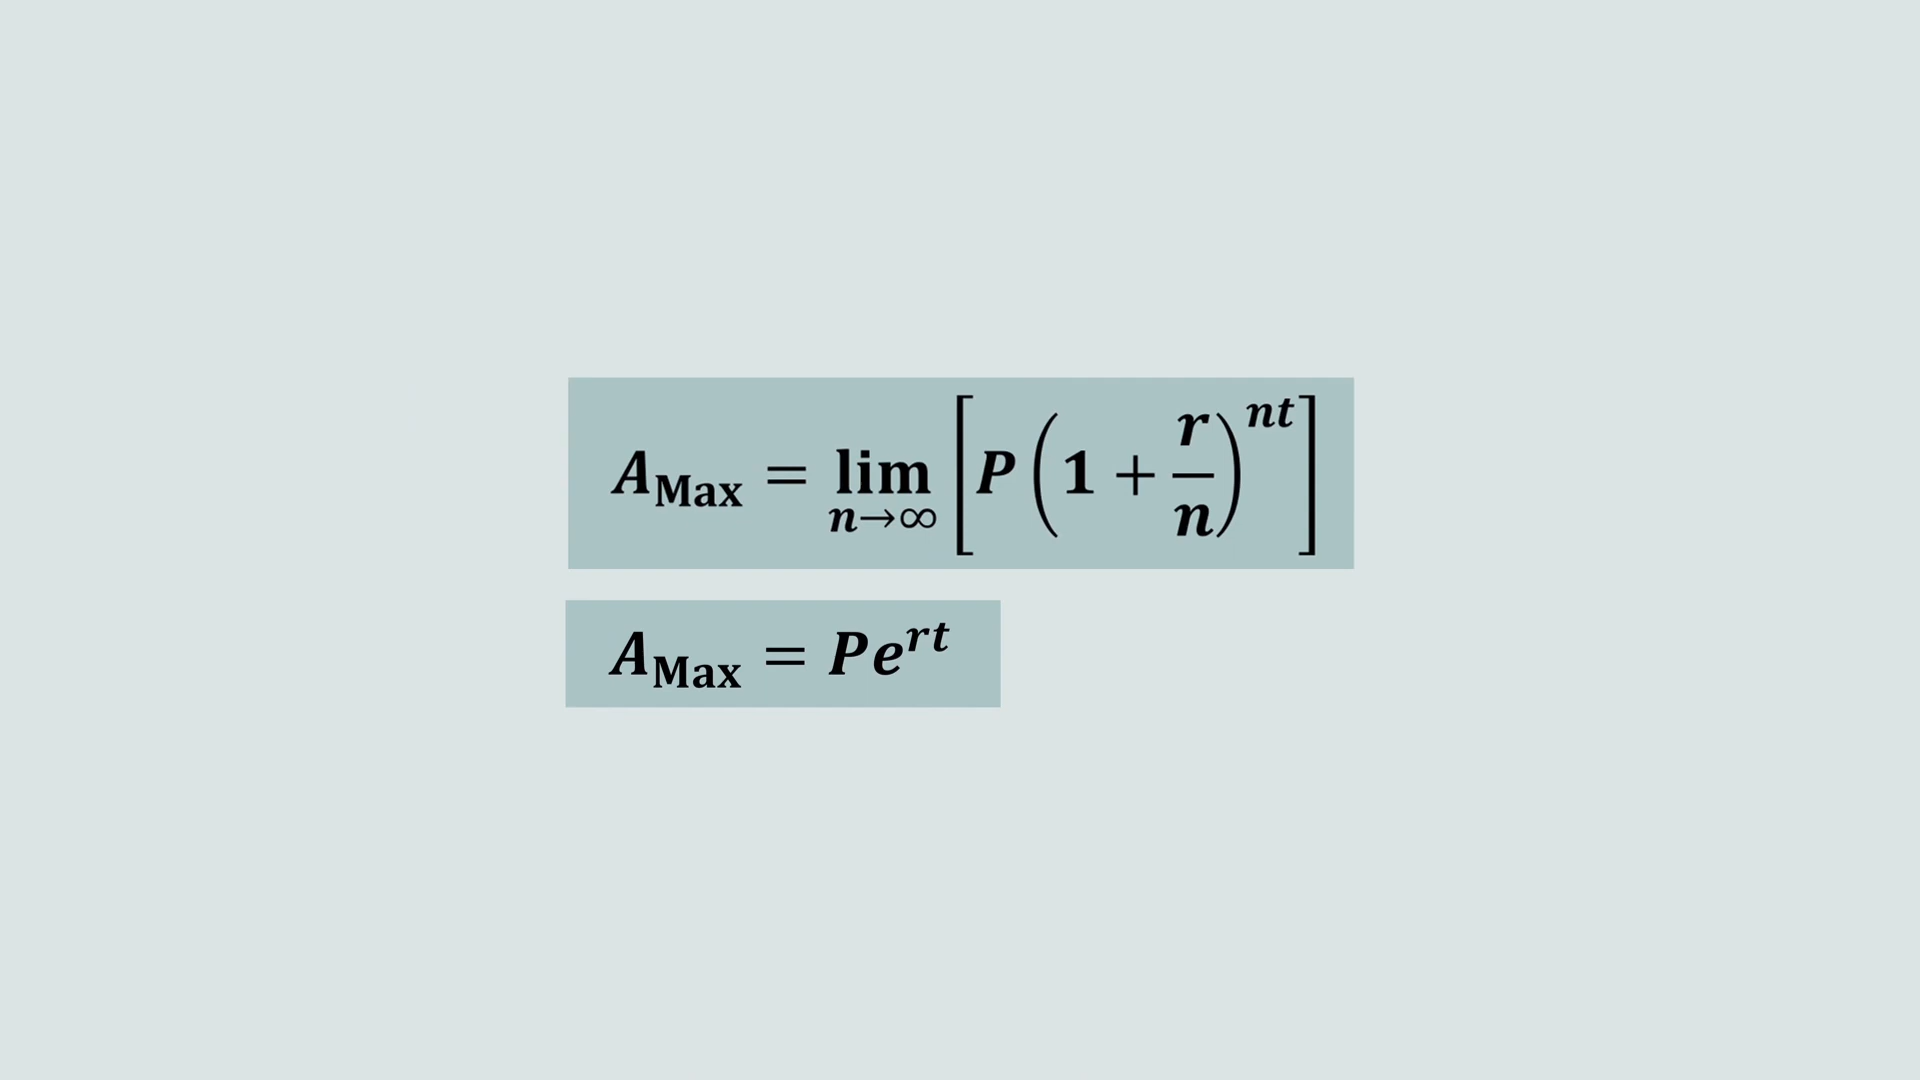 A_Max = lim_{n→∞} [P(1 + r/n)^{nt}]
A_Max = Pe^{rt}